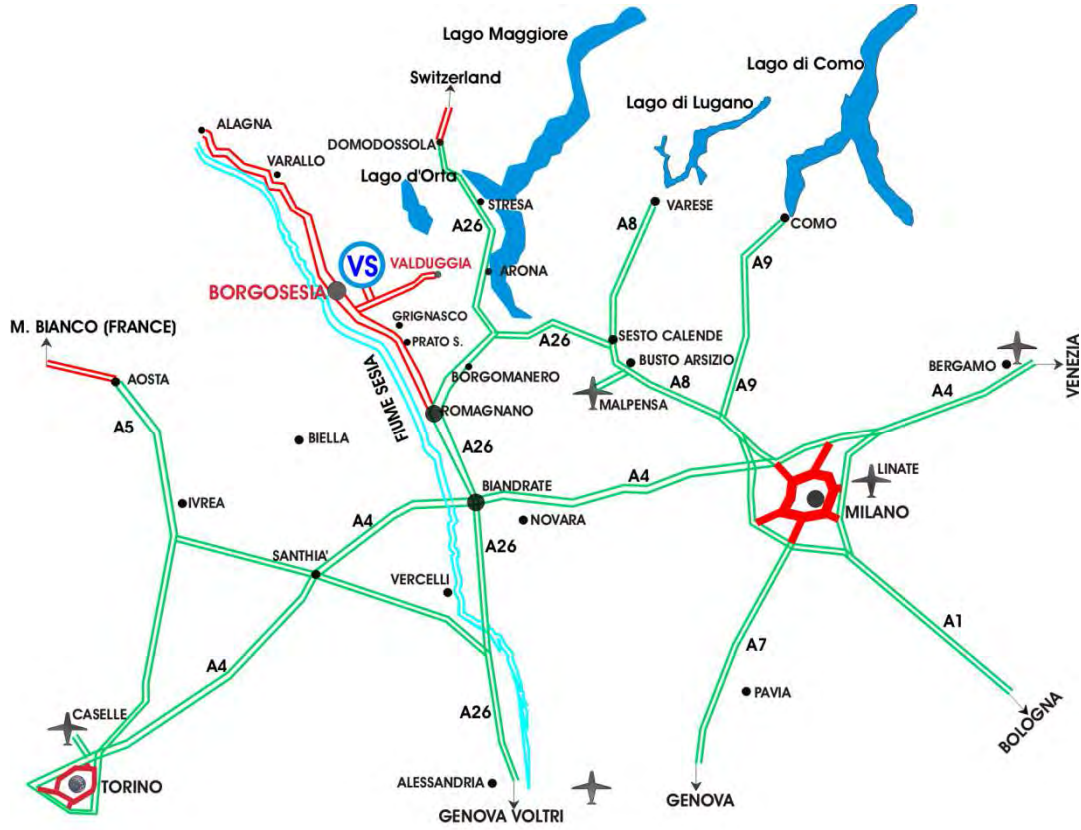 Lago Maggiore
Lago di Como
Switzerland
Lago di Lugano
ALAGNA
DOMODOSSOLA
VARALLO
Lago d'Orta
STRESA
VARESE
A26
A8
COMO
VS
VALDUGGIA
ARONA
A9
BORGOSESIA
GRIGNASCO
M. BIANCO (FRANCE)
PRATO S.
A26
SESTO CALENDE
BUSTO ARSIZIO
BERGAMO
VENEZIA
AOSTA
FIUME SESIA
BORGOMANERO
A8
A9
A4
MALPENSA
ROMAGNANO
A5
BIELLA
A26
LINATE
A4
BIANDRATE
IVREA
MILANO
A4
NOVARA
A26
SANTHIA'
VERCELLI
A1
A4
A7
PAVIA
CASELLE
A26
BOLOGNA
TORINO
ALESSANDRIA
GENOVA
GENOVA VOLTRI